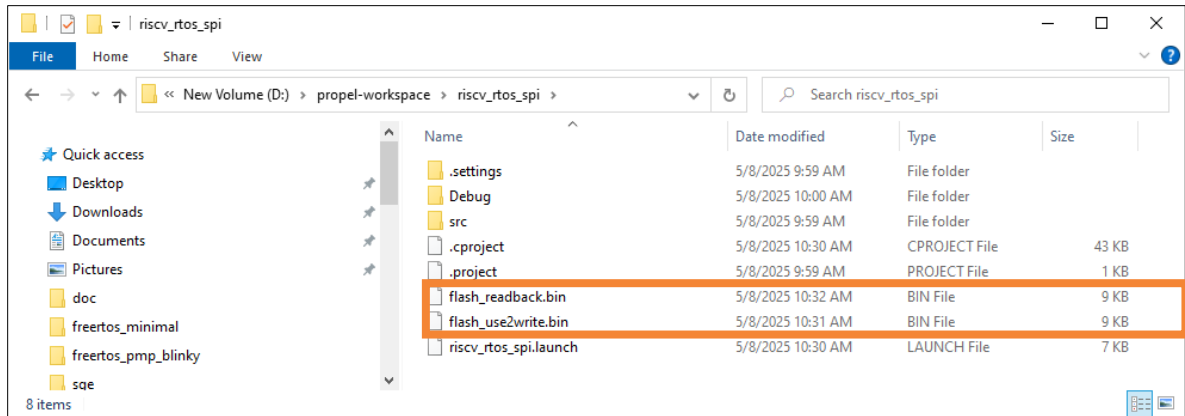 riscv_rtos_spi
File Home Share View
« New Volume (D:) › propel-workspace › riscv_rtos_spi › Search riscv_rtos_spi
Name Date modified Type Size
Quick access
Desktop
Downloads
Documents
Pictures
doc
freertos_minimal
freertos_pmp_blinky
sge
.settings 5/8/2025 9:59 AM File folder
Debug 5/8/2025 10:00 AM File folder
src 5/8/2025 9:59 AM File folder
.cproject 5/8/2025 10:30 AM CPROJECT File 43 KB
.project 5/8/2025 9:59 AM PROJECT File 1 KB
flash_readback.bin 5/8/2025 10:32 AM BIN File 9 KB
flash_use2write.bin 5/8/2025 10:31 AM BIN File 9 KB
riscv_rtos_spi.launch 5/8/2025 10:30 AM LAUNCH File 7 KB
8 items